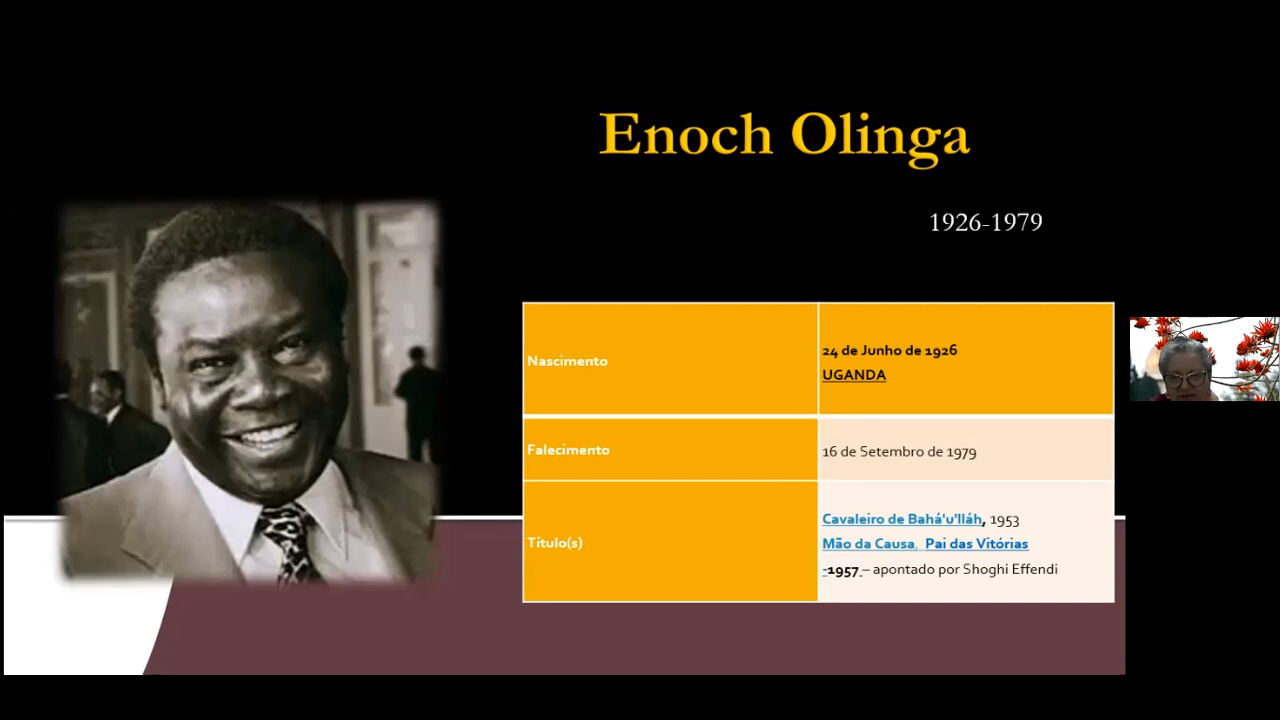 Enoch Olinga
1926-1979
Nascimento
24 de Junho de 1926
UGANDA
Falecimento
16 de Setembro de 1979
Título(s)
Cavaleiro de Bahá'u'lláh, 1953
Mão da Causa, Pai das Vitórias
-1957 – apontado por Shoghi Effendi